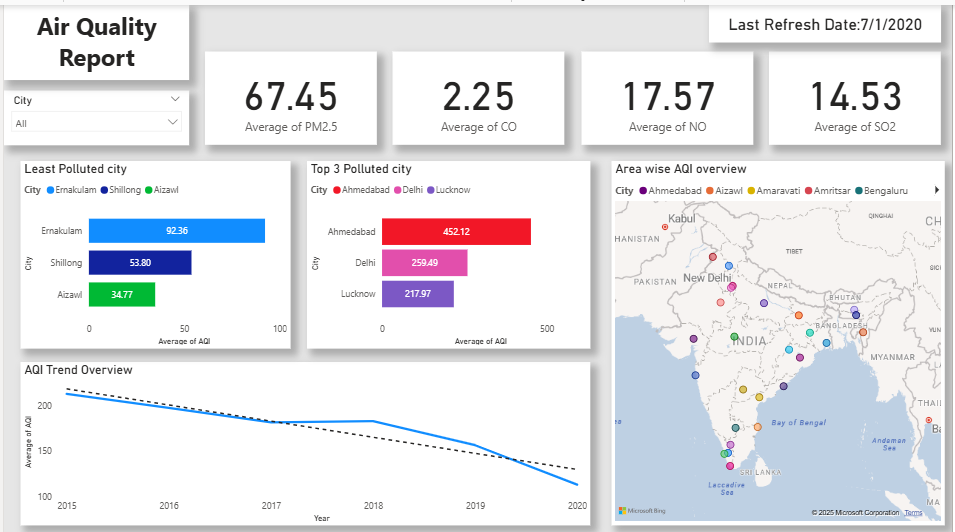 Air Quality
Report
Last Refresh Date:7/1/2020
City
All
67.45
Average of PM2.5
2.25
Average of CO
17.57
Average of NO
14.53
Average of SO2
Least Polluted city
City Ernakulam Shillong Aizawl
City
Ernakulam 92.36
Shillong 53.80
Aizawl 34.77
0 50 100
Average of AQI
Top 3 Polluted city
City Ahmedabad Delhi Lucknow
City
Ahmedabad 452.12
Delhi 259.49
Lucknow 217.97
0 500
Average of AQI
Area wise AQI overview
City Ahmedabad Aizawl Amaravati Amritsar Bengaluru
Kabul
QINGHAI
CH
HANISTAN
TIBET
SIC
PAKISTAN
New Delhi
NEPAL
BHUTAN
BANGLADESH
YUN
INDIA
MYANMAR
THAI
Bay of Bengal
Ba
Andaman
Sea
SRI LANKA
Laccadive
Sea
MA
Microsoft Bing
© 2025 Microsoft Corporation Terms
AQI Trend Overview
Average of AQI
200
150
100
2015 2016 2017 2018 2019 2020
Year